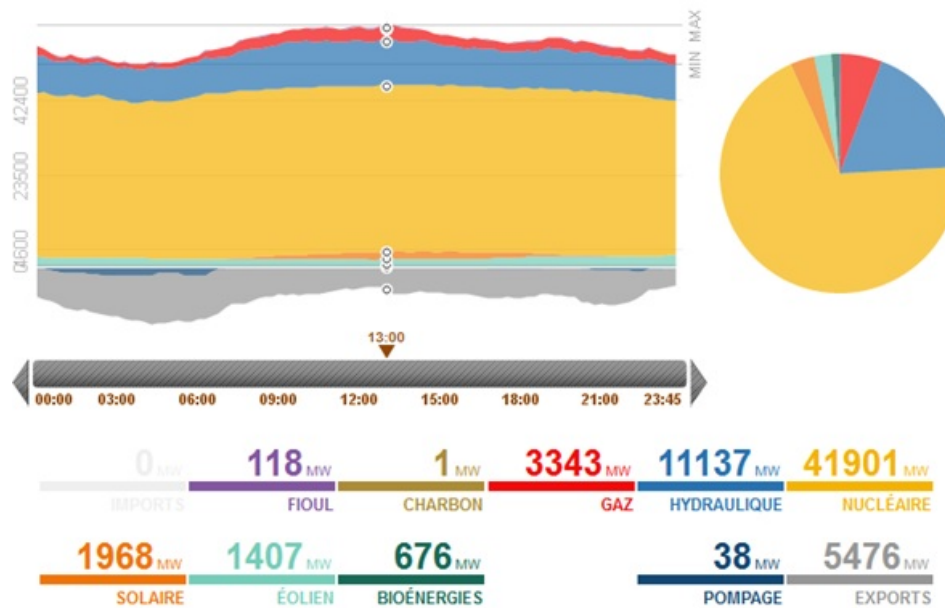 MIN MAX
42400
23500
4600
0
13:00
00:00 03:00 06:00 09:00 12:00 15:00 18:00 21:00 23:45
0 MW 118 MW 1 MW 3343 MW 11137 MW 41901 MW
IMPORTS FIOUL CHARBON GAZ HYDRAULIQUE NUCLÉAIRE
1968 MW 1407 MW 676 MW 38 MW 5476 MW
SOLAIRE ÉOLIEN BIOÉNERGIES POMPAGE EXPORTS